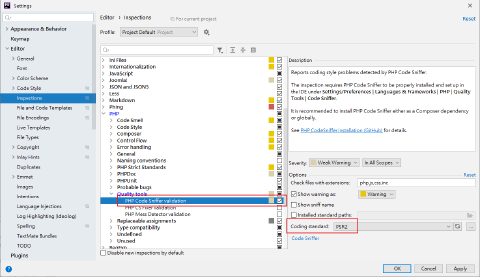 Settings
Editor › Inspections
For current project
Reset
Appearance & Behavior
Keymap
Editor
General
Font
Color Scheme
Code Style
Inspections
File and Code Templates
File Encodings
Live Templates
File Types
Copyright
Inlay Hints
Duplicates
Emmet
Images
Intentions
Language Injections
Log Highlighting (Ideolog)
Spelling
TextMate Bundles
TODO
Plugins
Profile:
Project Default Project
Ini Files
Internationalization
JavaScript
Joomla!
JSON and JSON5
Less
Markdown
Phing
PHP
Code Smell
Code Style
Composer
Control Flow
Error handling
General
Naming conventions
PHP Strict Standards
PHPDoc
PHPUnit
Probable bugs
Quality tools
PHP Code Sniffer validation
PHP CS Fixer validation
PHP Mess Detector validation
Replaceable assignments
Type compatibility
Undefined
Unused
Disable new inspections by default
Description
Reports coding style problems detected by PHP Code Sniffer.
The inspection requires PHP Code Sniffer to be properly installed and set up in
the IDE under Settings/Preferences | Languages & Frameworks | PHP | Quality
Tools | Code Sniffer.
It is recommended to install PHP Code Sniffer either as a Composer dependency
or globally.
See PHP CodeSniffer installation (GitHub) for details.
Severity:
Weak Warning
In All Scopes
Options
Check files with extensions:
php,js,css,inc
Reset
Show warning as:
Warning
Show sniff name
Installed standard paths:
Coding standard:
PSR2
Code Sniffer
OK
Cancel
Apply